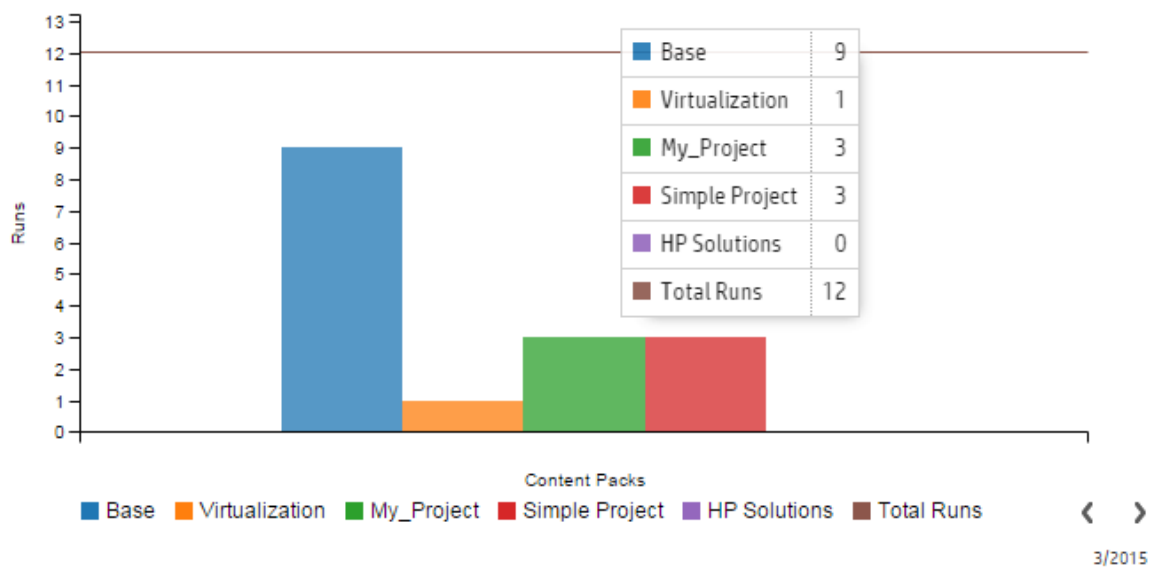 13
12
11
10
9
8
7
6
5
4
3
2
1
0
Runs
Base 9
Virtualization 1
My_Project 3
Simple Project 3
HP Solutions 0
Total Runs 12
Content Packs
Base Virtualization My_Project Simple Project HP Solutions Total Runs
3/2015